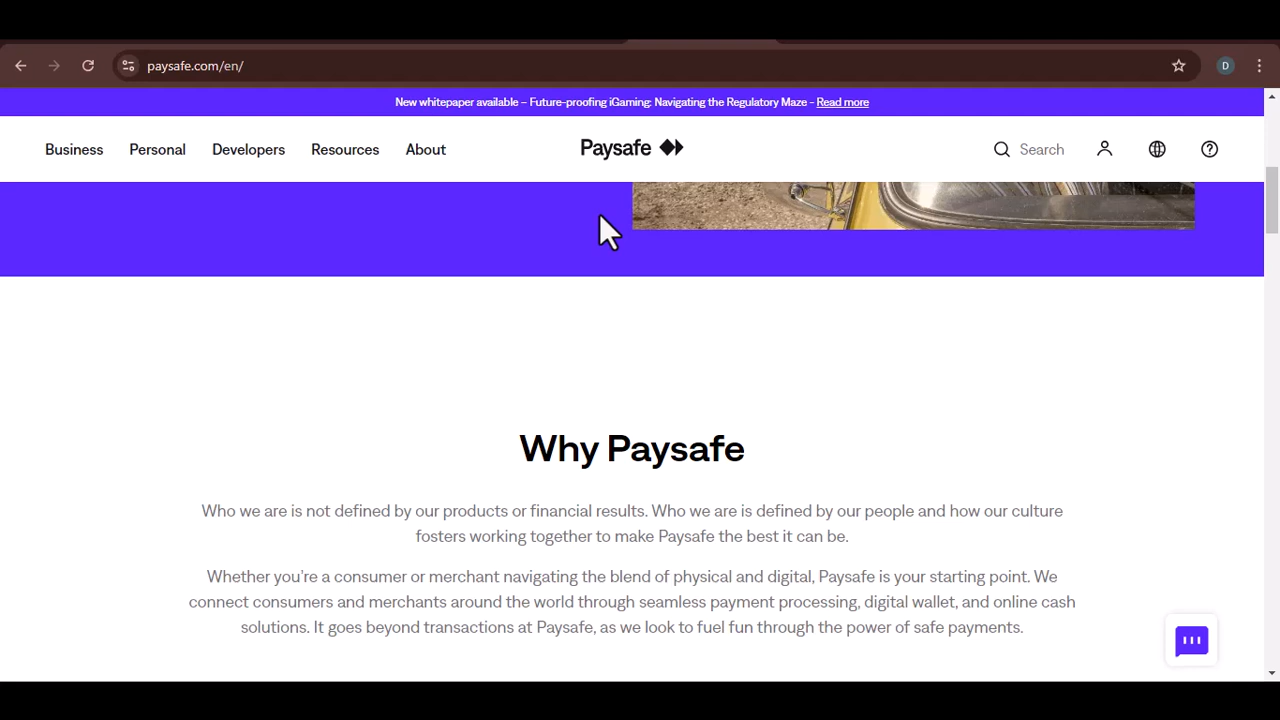 paysafe.com/en/
D
New whitepaper available – Future-proofing iGaming: Navigating the Regulatory Maze - Read more
Business Personal Developers Resources About Paysafe Search
Why Paysafe
Who we are is not defined by our products or financial results. Who we are is defined by our people and how our culture
fosters working together to make Paysafe the best it can be.
Whether you're a consumer or merchant navigating the blend of physical and digital, Paysafe is your starting point. We
connect consumers and merchants around the world through seamless payment processing, digital wallet, and online cash
solutions. It goes beyond transactions at Paysafe, as we look to fuel fun through the power of safe payments.